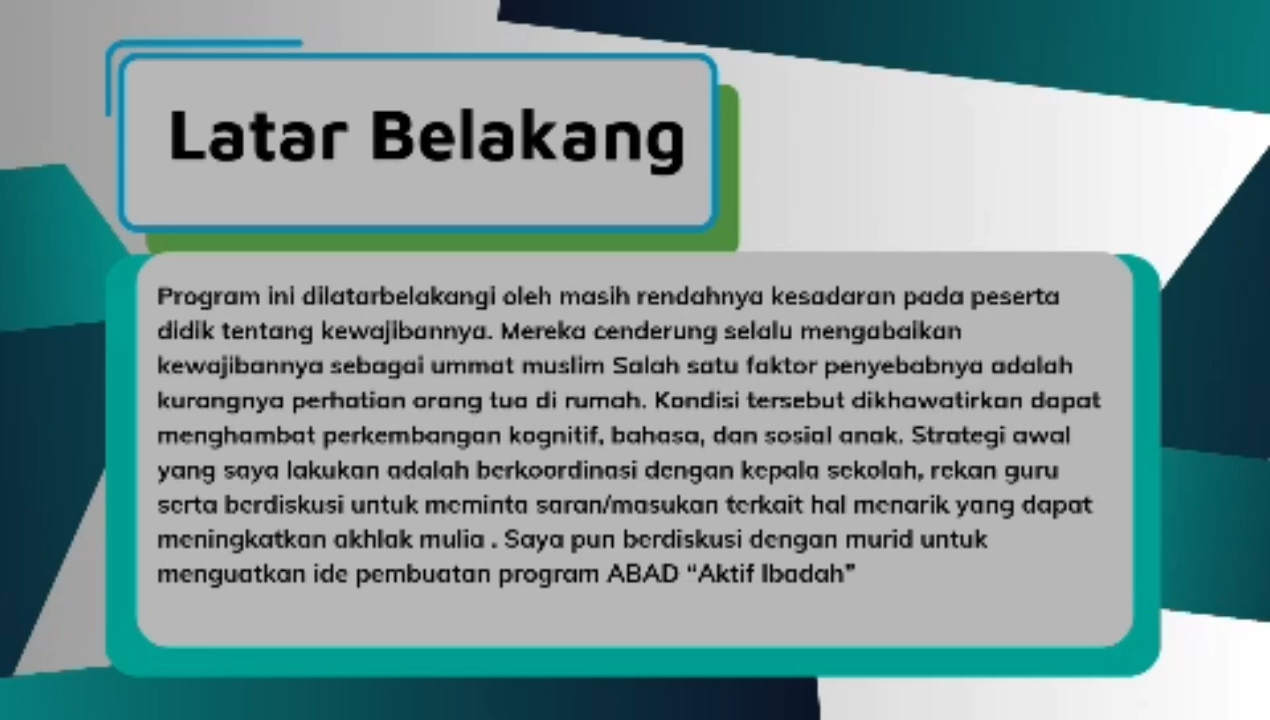 Latar Belakang
Program ini dilatarbelakangi oleh masih rendahnya kesadaran pada peserta
didik tentang kewajibannya. Mereka cenderung selalu mengabaikan
kewajibannya sebagai ummat muslim Salah satu faktor penyebabnya adalah
kurangnya perhatian orang tua di rumah. Kondisi tersebut dikhawatirkan dapat
menghambat perkembangan kognitif, bahasa, dan sosial anak. Strategi awal
yang saya lakukan adalah berkoordinasi dengan kepala sekolah, rekan guru
serta berdiskusi untuk meminta saran/masukan terkait hal menarik yang dapat
meningkatkan akhlak mulia . Saya pun berdiskusi dengan murid untuk
menguatkan ide pembuatan program ABAD “Aktif Ibadah”